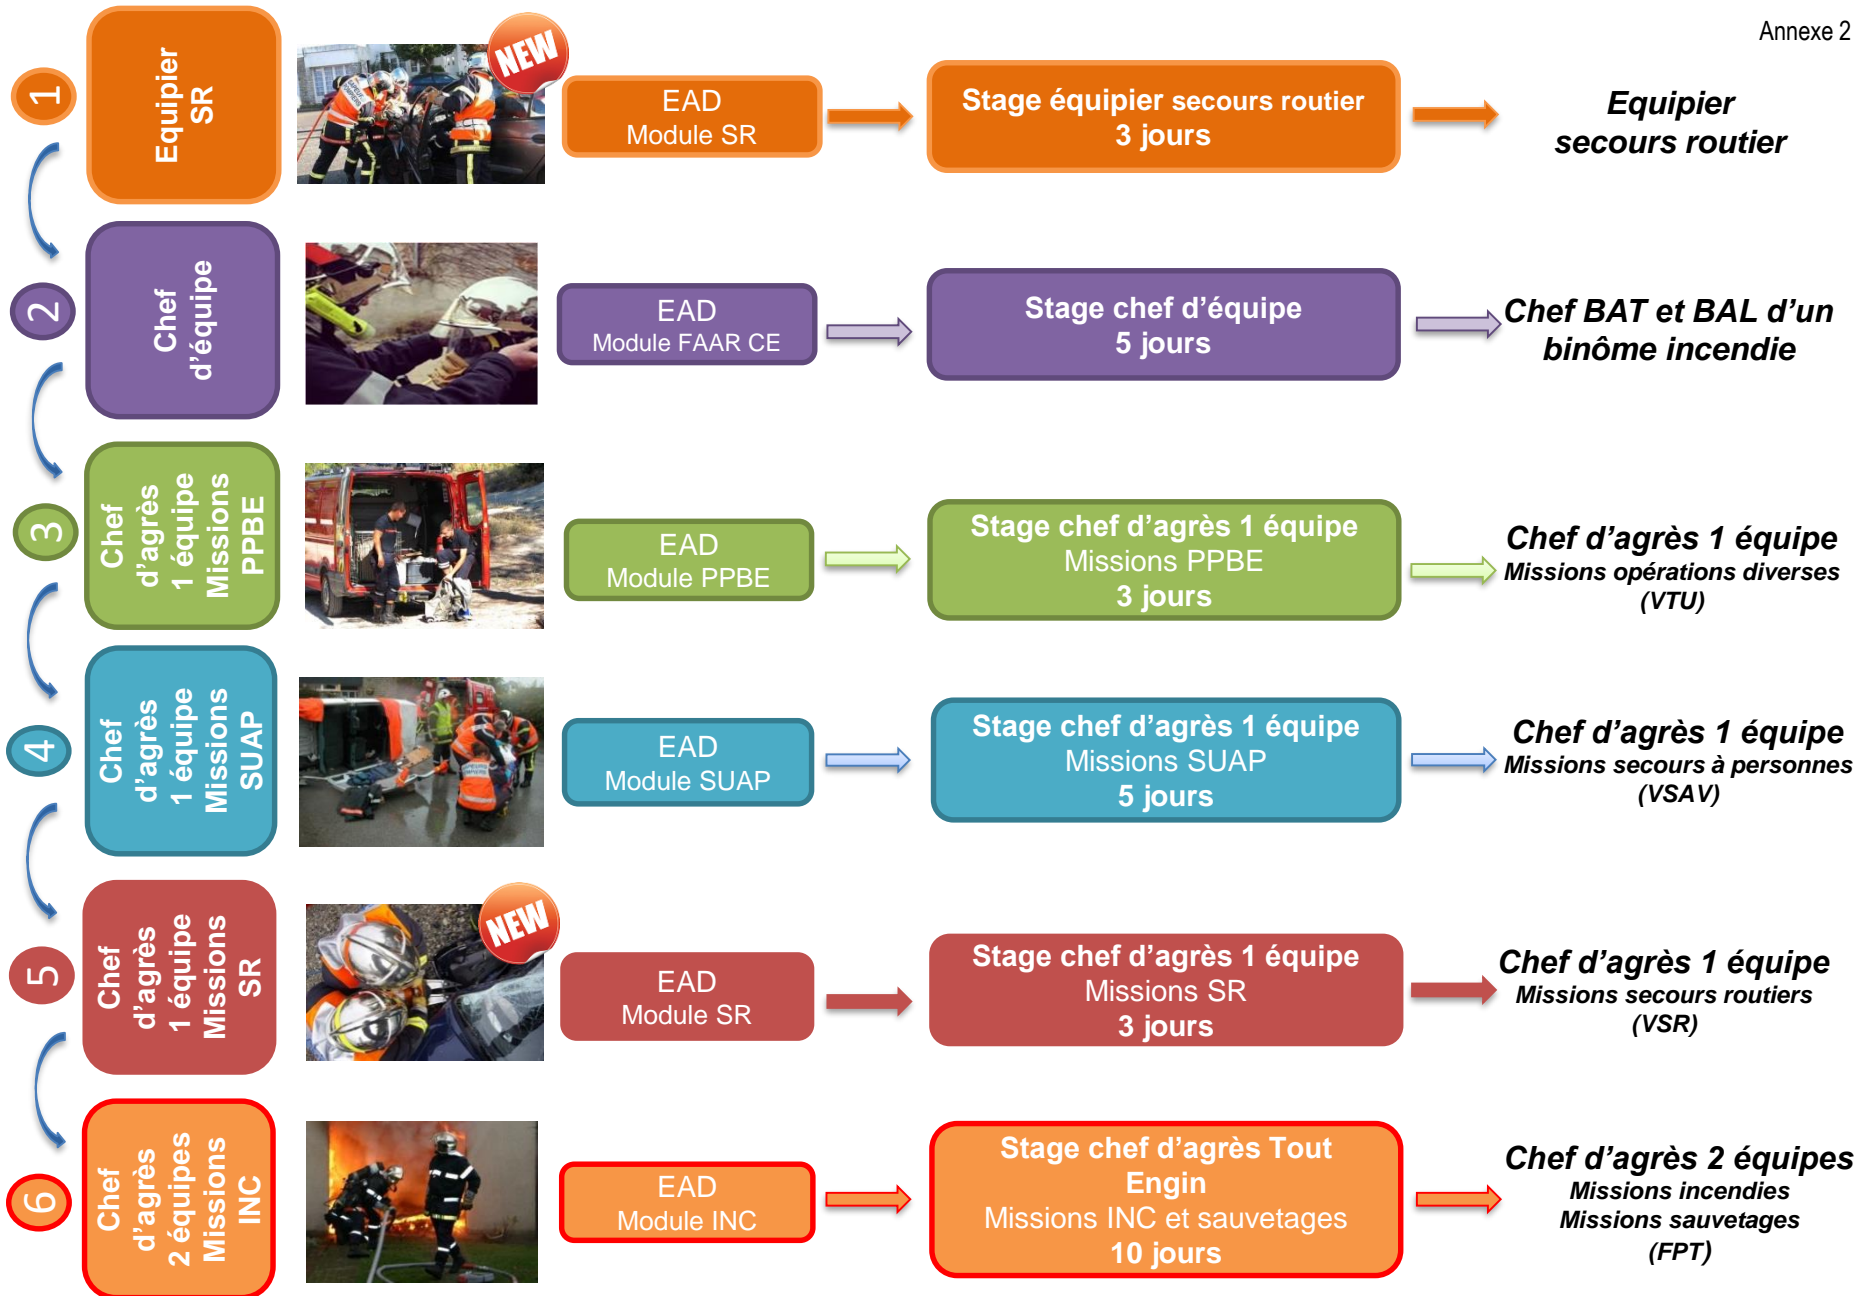 Annexe 2
1
Equipier
SR
NEW
EAD
Module SR
Stage équipier secours routier
3 jours
Equipier
secours routier
2
Chef
d'équipe
EAD
Module FAAR CE
Stage chef d'équipe
5 jours
Chef BAT et BAL d'un
binôme incendie
3
Chef
d'agrès
1 équipe
Missions
PPBE
EAD
Module PPBE
Stage chef d'agrès 1 équipe
Missions PPBE
3 jours
Chef d'agrès 1 équipe
Missions opérations diverses
(VTU)
4
Chef
d'agrès
1 équipe
Missions
SUAP
EAD
Module SUAP
Stage chef d'agrès 1 équipe
Missions SUAP
5 jours
Chef d'agrès 1 équipe
Missions secours à personnes
(VSAV)
5
Chef
d'agrès
1 équipe
Missions
SR
NEW
EAD
Module SR
Stage chef d'agrès 1 équipe
Missions SR
3 jours
Chef d'agrès 1 équipe
Missions secours routiers
(VSR)
6
Chef
d'agrès
2 équipes
Missions
INC
EAD
Module INC
Stage chef d'agrès Tout
Engin
Missions INC et sauvetages
10 jours
Chef d'agrès 2 équipes
Missions incendies
Missions sauvetages
(FPT)